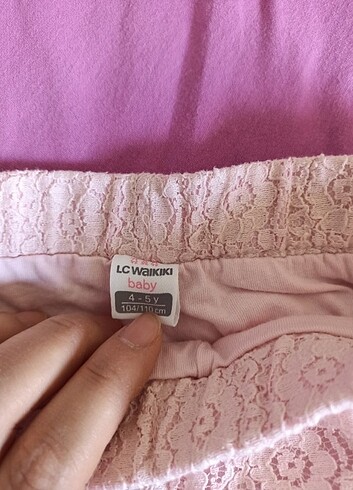 LC WAIKIKI
baby
4 - 5 y
104/110 cm